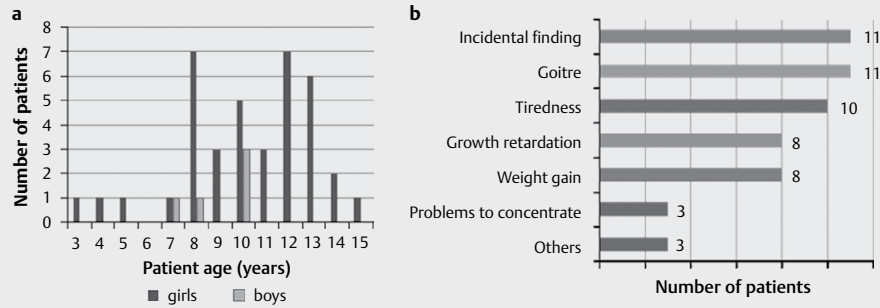 a
Number of patients
8
7
6
5
4
3
2
1
0
3 4 5 6 7 8 9 10 11 12 13 14 15
Patient age (years)
girls boys
b
Incidental finding 11
Goitre 11
Tiredness 10
Growth retardation 8
Weight gain 8
Problems to concentrate 3
Others 3
Number of patients